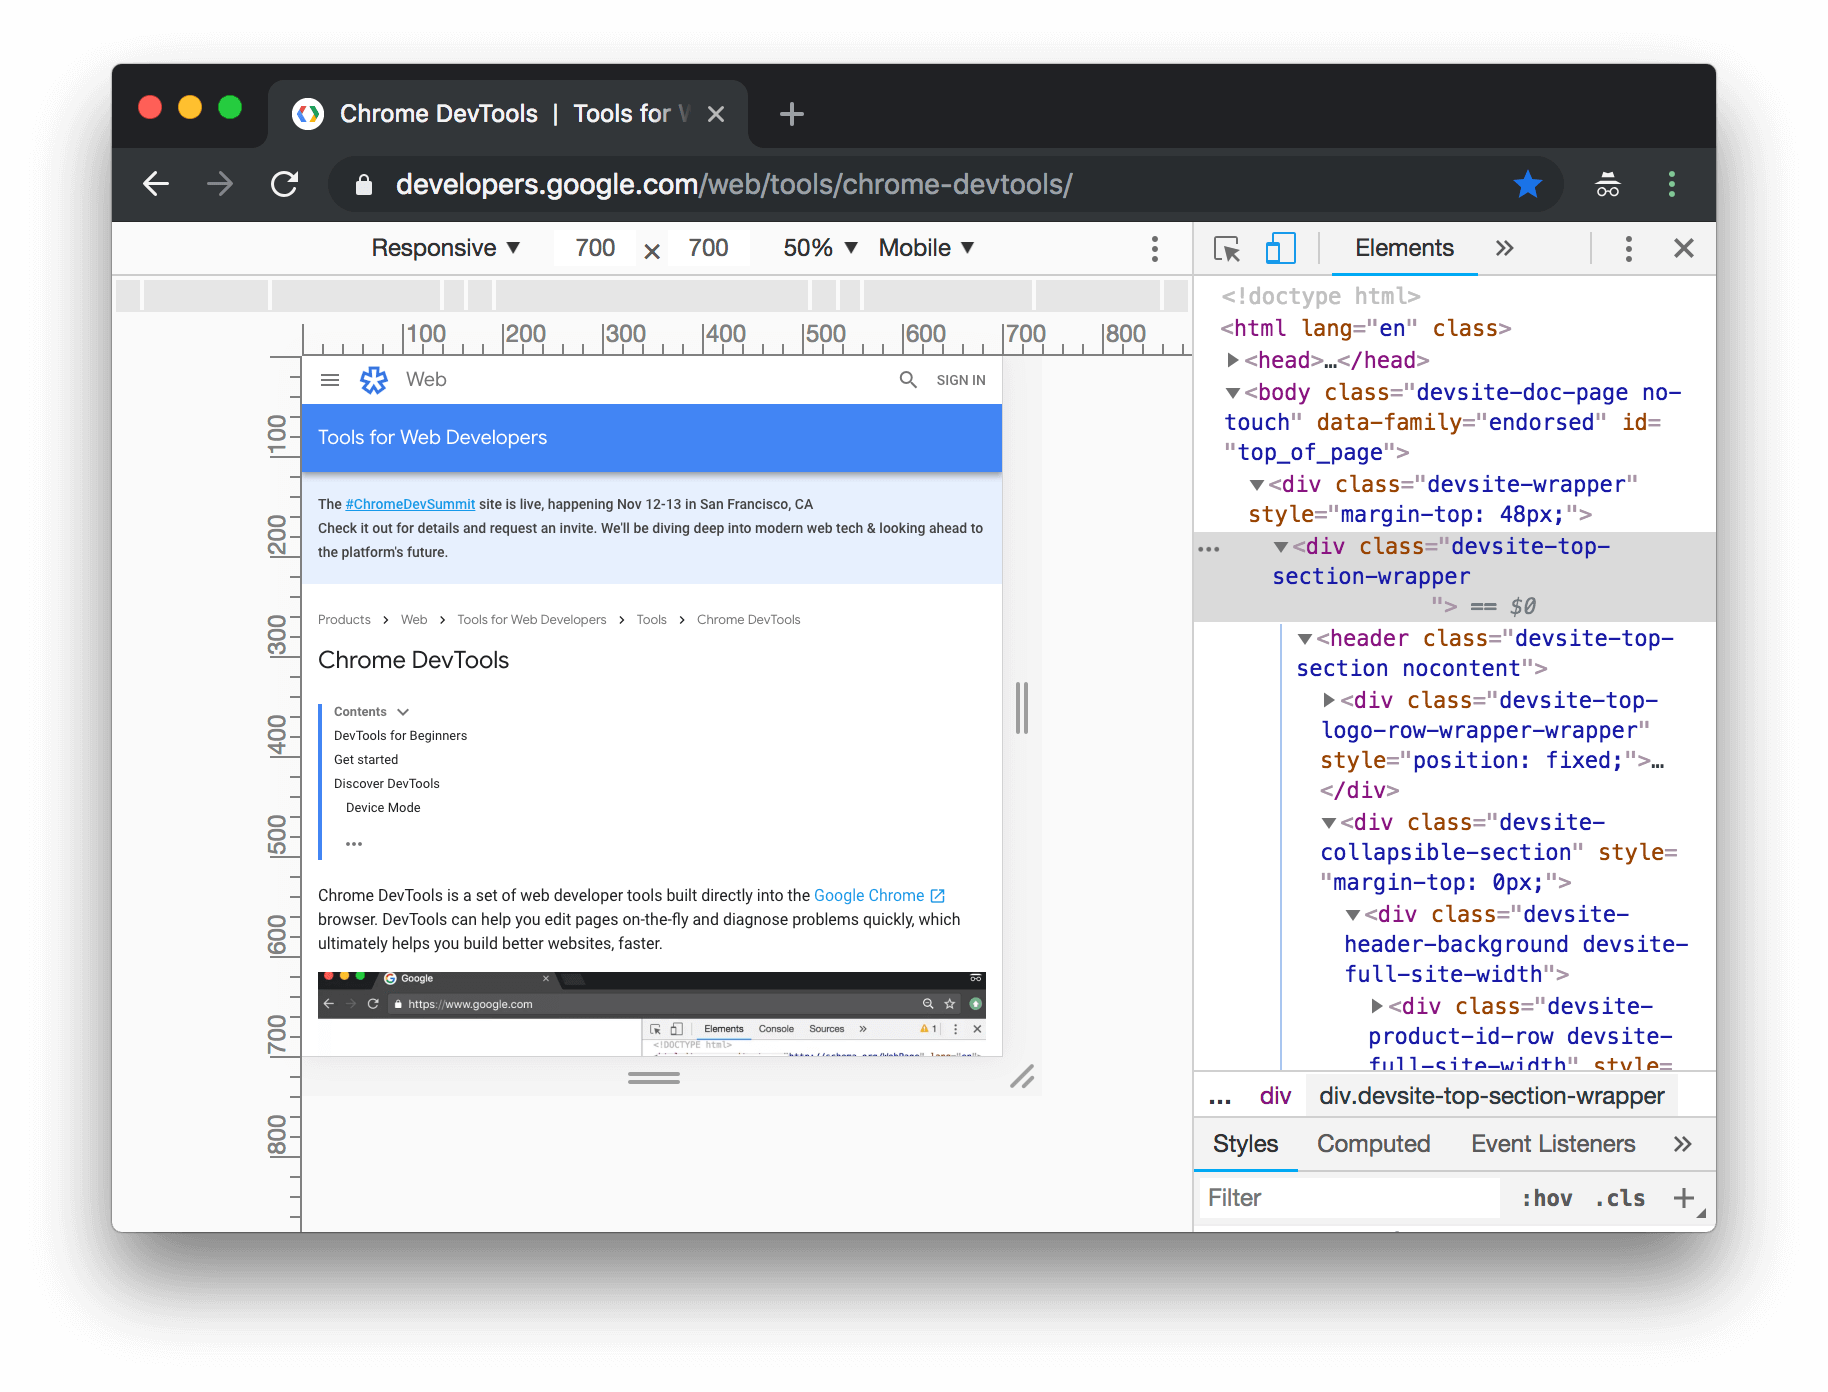 Chrome DevTools | Tools for W
developers.google.com/web/tools/chrome-devtools/
Responsive 700 700 50% Mobile
100 200 300 400 500 600 700 800
100
200
300
400
500
600
700
800
Web SIGN IN
Tools for Web Developers
The #ChromeDevSummit site is live, happening Nov 12-13 in San Francisco, CA
Check it out for details and request an invite. We'll be diving deep into modern web tech & looking ahead to
the platform's future.
Products > Web > Tools for Web Developers > Tools > Chrome DevTools
Chrome DevTools
Contents
DevTools for Beginners
Get started
Discover DevTools
Device Mode
...
Chrome DevTools is a set of web developer tools built directly into the Google Chrome
browser. DevTools can help you edit pages on-the-fly and diagnose problems quickly, which
ultimately helps you build better websites, faster.
Google
https://www.google.com
Elements Console Sources » 1
<!DOCTYPE html>
Elements »
<!doctype html>
<html lang="en" class>
<head>…</head>
<body class="devsite-doc-page no-
touch" data-family="endorsed" id=
"top_of_page">
<div class="devsite-wrapper"
style="margin-top: 48px;">
... <div class="devsite-top-
section-wrapper
"> == $0
<header class="devsite-top-
section nocontent">
<div class="devsite-top-
logo-row-wrapper-wrapper"
style="position: fixed;">…
</div>
<div class="devsite-
collapsible-section" style=
"margin-top: 0px;">
<div class="devsite-
header-background devsite-
full-site-width">
<div class="devsite-
product-id-row devsite-
full-site-width" style=
... div div.devsite-top-section-wrapper
Styles Computed Event Listeners »
Filter :hov .cls +